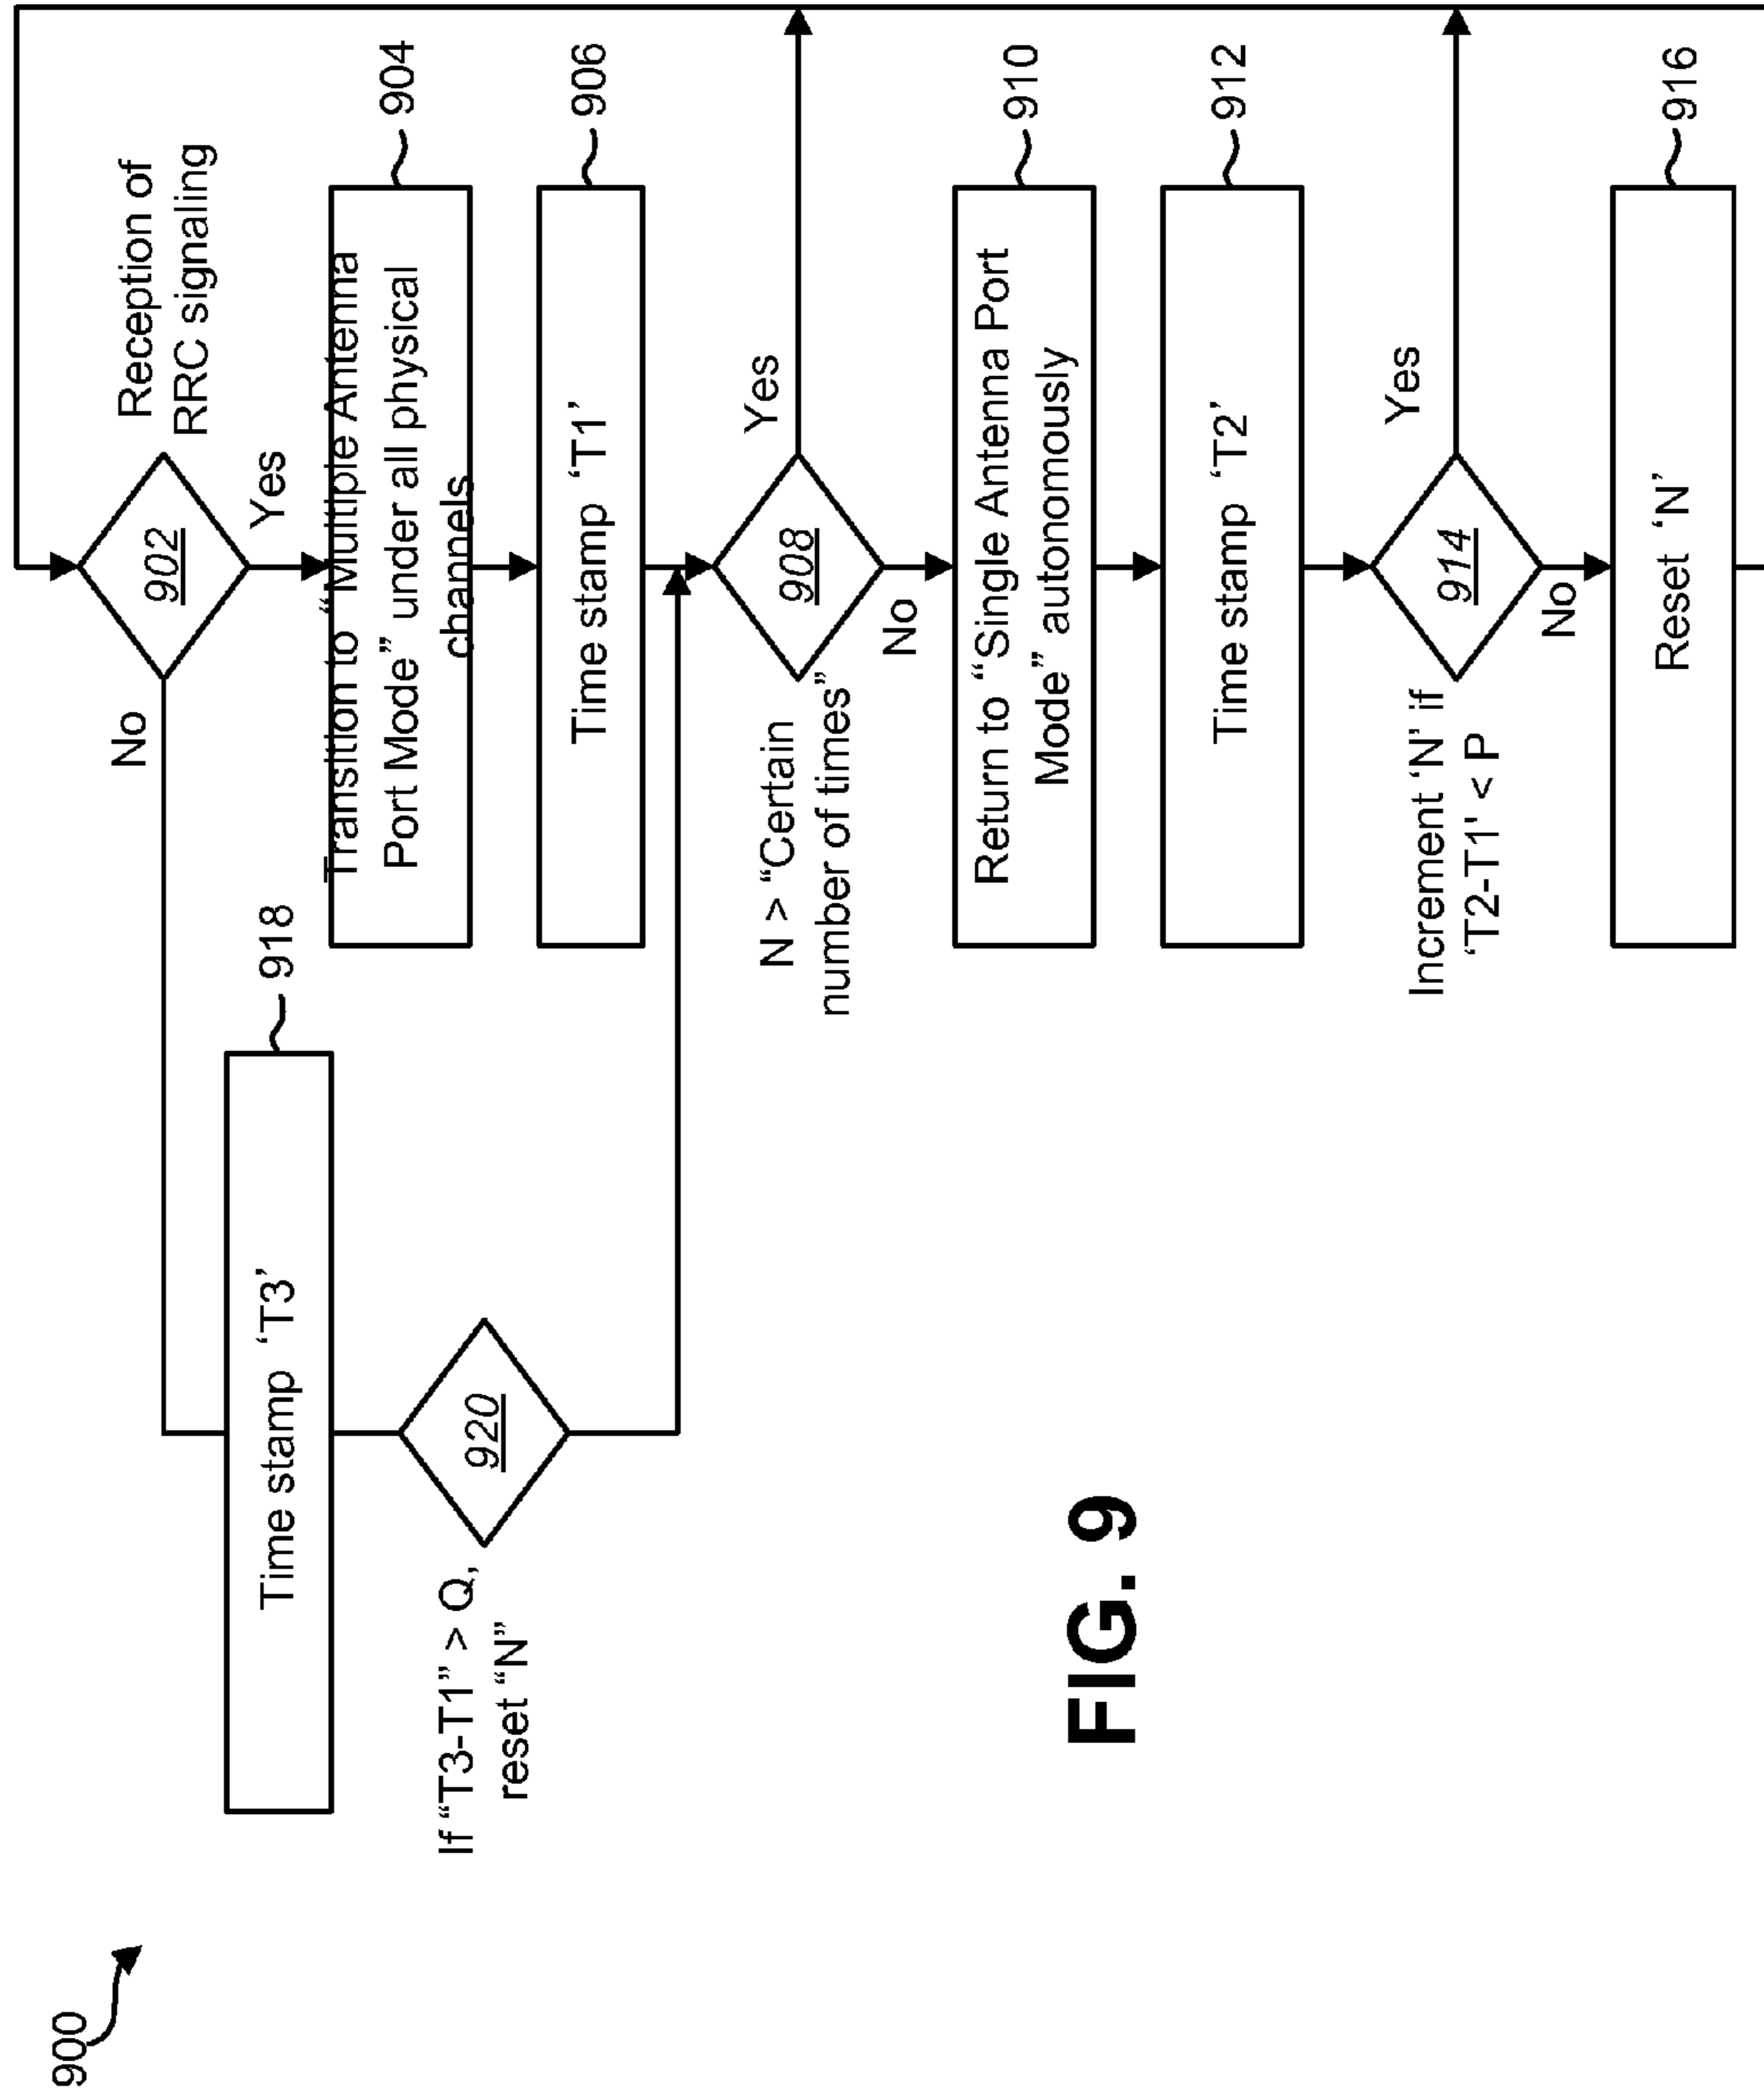 900
Reception of
RRC signaling
902
No
Yes
Transition to “Multiple Antenna
Port Mode” under all physical
channels
904
Time stamp ‘T1’
906
Time stamp ‘T3’
918
If “T3-T1” > Q,
reset “N”
920
N > “Certain
number of times”
908
Yes
No
Return to “Single Antenna Port
Mode” autonomously
910
Time stamp ‘T2’
912
Increment ‘N’ if
‘T2-T1' < P
914
Yes
No
Reset ‘N’
916
FIG. 9